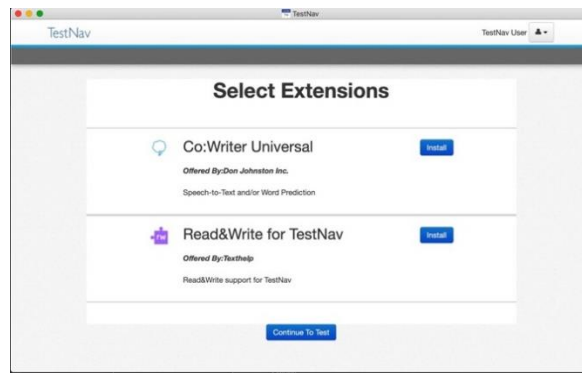 TestNav
TestNav
TestNav User
Select Extensions
Co:Writer Universal
Install
Offered By:Don Johnston Inc.
Speech-to-Text and/or Word Prediction
Read&Write for TestNav
Install
Offered By:Texthelp
Read&Write support for TestNav
Continue To Test